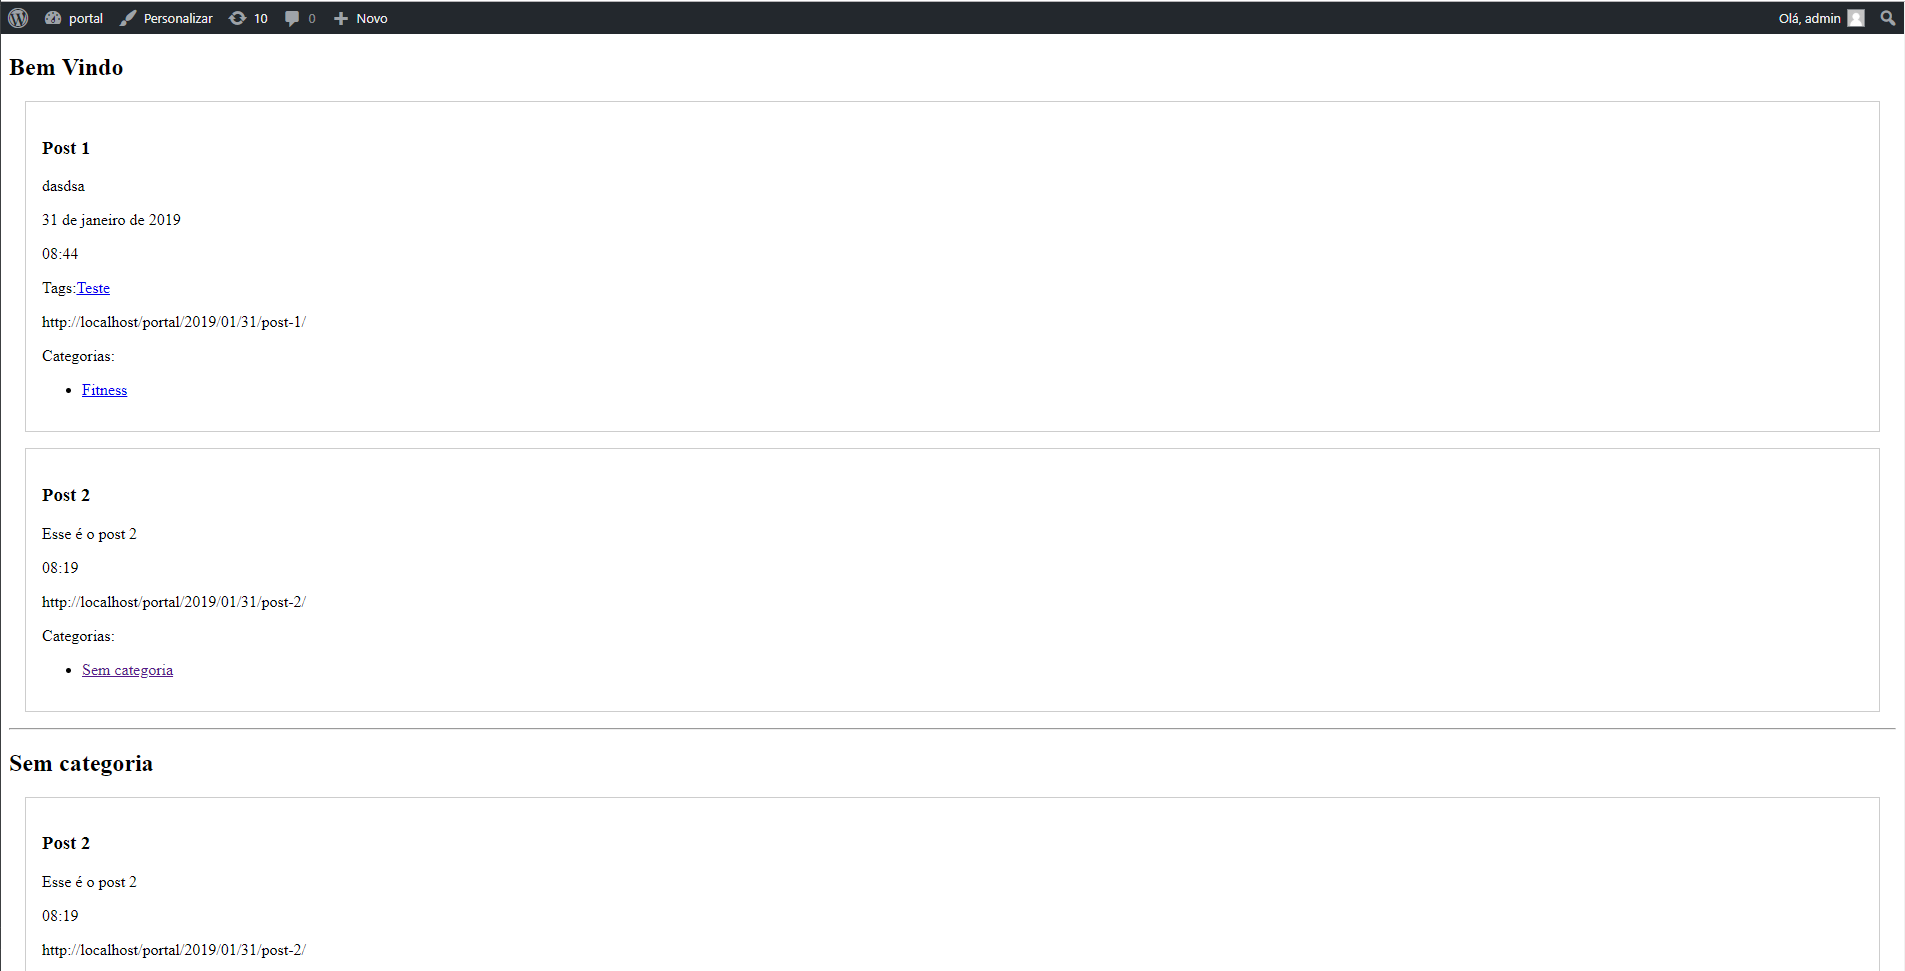 portal Personalizar 10 0 Novo Olá, admin
Bem Vindo
Post 1
dasdsa
31 de janeiro de 2019
08:44
Tags:Teste
http://localhost/portal/2019/01/31/post-1/
Categorias:
Fitness
Post 2
Esse é o post 2
08:19
http://localhost/portal/2019/01/31/post-2/
Categorias:
Sem categoria
Sem categoria
Post 2
Esse é o post 2
08:19
http://localhost/portal/2019/01/31/post-2/